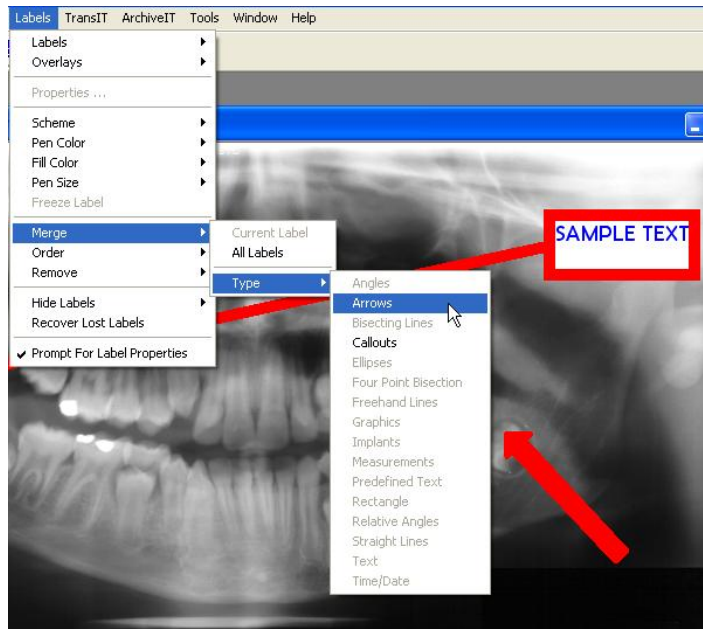 Labels TransIT ArchiveIT Tools Window Help
Labels
Overlays
Properties ...
Scheme
Pen Color
Fill Color
Pen Size
Freeze Label
Merge
Order
Remove
Hide Labels
Recover Lost Labels
Prompt For Label Properties
Current Label
All Labels
Type
Angles
Arrows
Bisecting Lines
Callouts
Ellipses
Four Point Bisection
Freehand Lines
Graphics
Implants
Measurements
Predefined Text
Rectangle
Relative Angles
Straight Lines
Text
Time/Date
SAMPLE TEXT